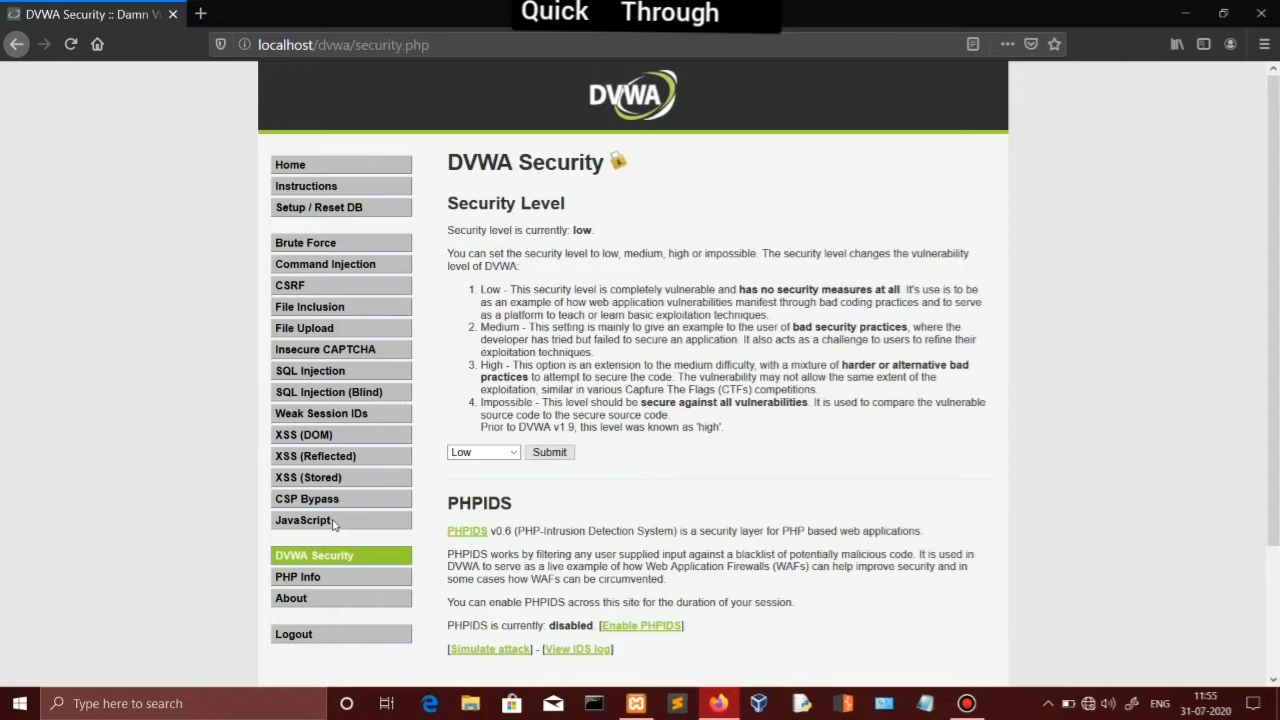 DVWA Security :: Damn Vu
Quick Through
localhost/dvwa/security.php
DVWA
Home
Instructions
Setup / Reset DB
Brute Force
Command Injection
CSRF
File Inclusion
File Upload
Insecure CAPTCHA
SQL Injection
SQL Injection (Blind)
Weak Session IDs
XSS (DOM)
XSS (Reflected)
XSS (Stored)
CSP Bypass
JavaScript
DVWA Security
PHP Info
About
Logout
DVWA Security
Security Level
Security level is currently: low.
You can set the security level to low, medium, high or impossible. The security level changes the vulnerability
level of DVWA:
1. Low - This security level is completely vulnerable and has no security measures at all. It's use is to be
as an example of how web application vulnerabilities manifest through bad coding practices and to serve
as a platform to teach or learn basic exploitation techniques.
2. Medium - This setting is mainly to give an example to the user of bad security practices, where the
developer has tried but failed to secure an application. It also acts as a challenge to users to refine their
exploitation techniques.
3. High - This option is an extension to the medium difficulty, with a mixture of harder or alternative bad
practices to attempt to secure the code. The vulnerability may not allow the same extent of the
exploitation, similar in various Capture The Flags (CTFs) competitions.
4. Impossible - This level should be secure against all vulnerabilities. It is used to compare the vulnerable
source code to the secure source code.
Prior to DVWA v1.9, this level was known as 'high'.
Low Submit
PHPIDS
PHPIDS v0.6 (PHP-Intrusion Detection System) is a security layer for PHP based web applications.
PHPIDS works by filtering any user supplied input against a blacklist of potentially malicious code. It is used in
DVWA to serve as a live example of how Web Application Firewalls (WAFs) can help improve security and in
some cases how WAFs can be circumvented.
You can enable PHPIDS across this site for the duration of your session.
PHPIDS is currently: disabled. [Enable PHPIDS]
[Simulate attack] - [View IDS log]
Type here to search
ENG
11:55
31-07-2020